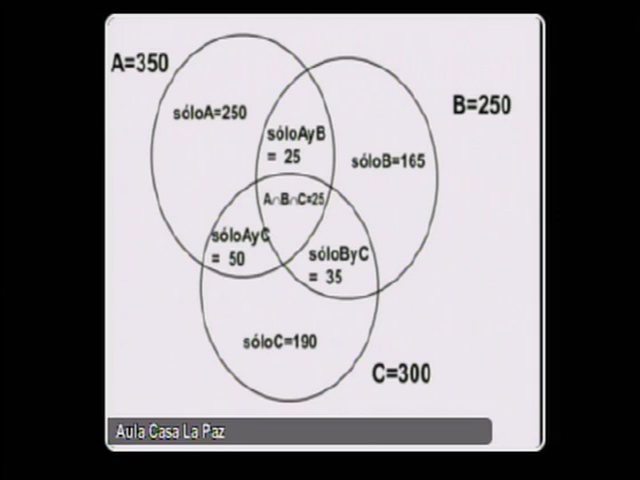 A=350
B=250
sóloA=250
sóloAyB
= 25
sóloB=165
A∩B∩C=25
sóloAyC
= 50
sóloByC
= 35
sóloC=190
C=300
Aula Casa La Paz